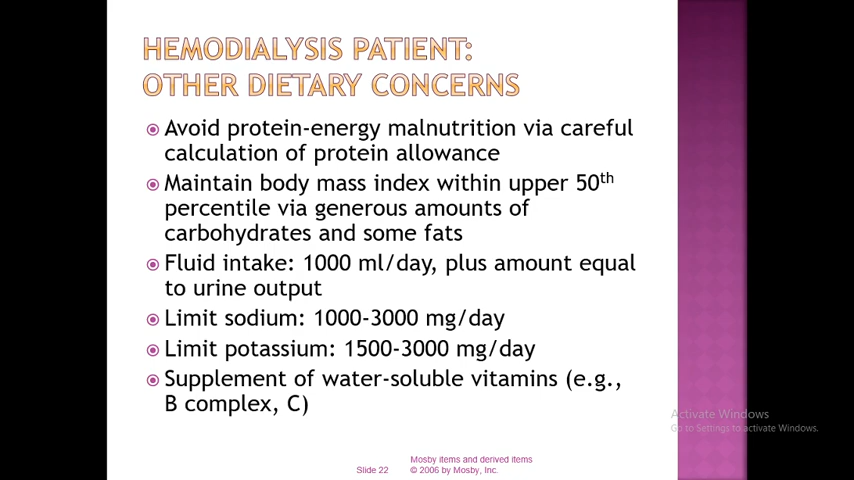 HEMODIALYSIS PATIENT:
OTHER DIETARY CONCERNS
Avoid protein-energy malnutrition via careful
calculation of protein allowance
Maintain body mass index within upper 50th
percentile via generous amounts of
carbohydrates and some fats
Fluid intake: 1000 ml/day, plus amount equal
to urine output
Limit sodium: 1000-3000 mg/day
Limit potassium: 1500-3000 mg/day
Supplement of water-soluble vitamins (e.g.,
B complex, C)
Activate Windows
Go to Settings to activate Windows.
Mosby items and derived items
Slide 22 © 2006 by Mosby, Inc.